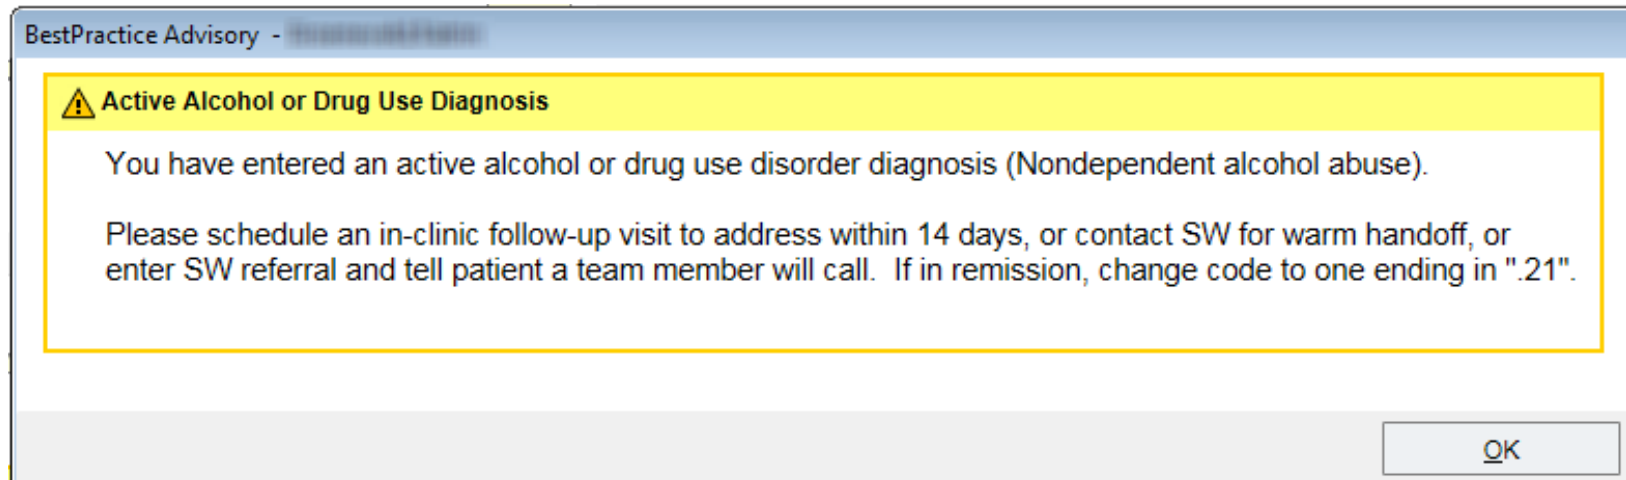 BestPractice Advisory -
Active Alcohol or Drug Use Diagnosis
You have entered an active alcohol or drug use disorder diagnosis (Nondependent alcohol abuse).
Please schedule an in-clinic follow-up visit to address within 14 days, or contact SW for warm handoff, or
enter SW referral and tell patient a team member will call.  If in remission, change code to one ending in ".21".
OK